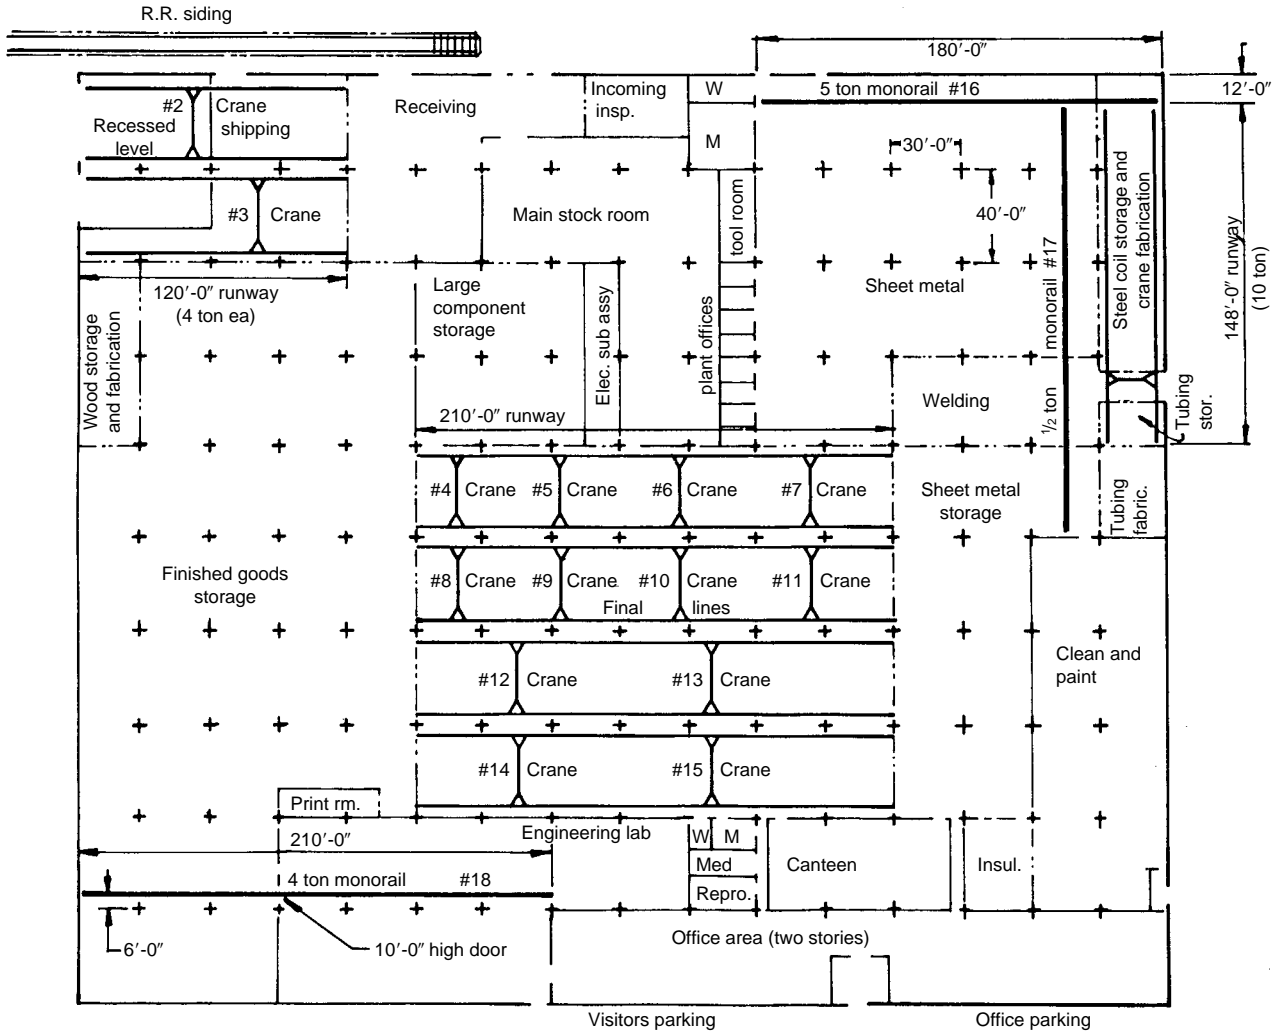 R.R. siding
180′-0″
12′-0″
#2 Crane
shipping
Recessed
level
Receiving
Incoming
insp.
W
M
5 ton monorail #16
30′-0″
40′-0″
#3 Crane
Main stock room
tool room
Steel coil storage and
crane fabrication
148′-0″ runway
(10 ton)
120′-0″ runway
(4 ton ea)
Large
component
storage
Sheet metal
Wood storage
and fabrication
Elec. sub assy
plant offices
½ ton monorail #17
Welding
Tubing
stor.
210′-0″ runway
#4 Crane #5 Crane #6 Crane #7 Crane
Sheet metal
storage
Tubing
fabric.
Finished goods
storage
#8 Crane #9 Crane #10 Crane #11 Crane
Final lines
#12 Crane #13 Crane
Clean and
paint
#14 Crane #15 Crane
Print rm.
210′-0″
Engineering lab
W M
Med
Repro.
Canteen
Insul.
4 ton monorail #18
6′-0″
10′-0″ high door
Office area (two stories)
Visitors parking
Office parking